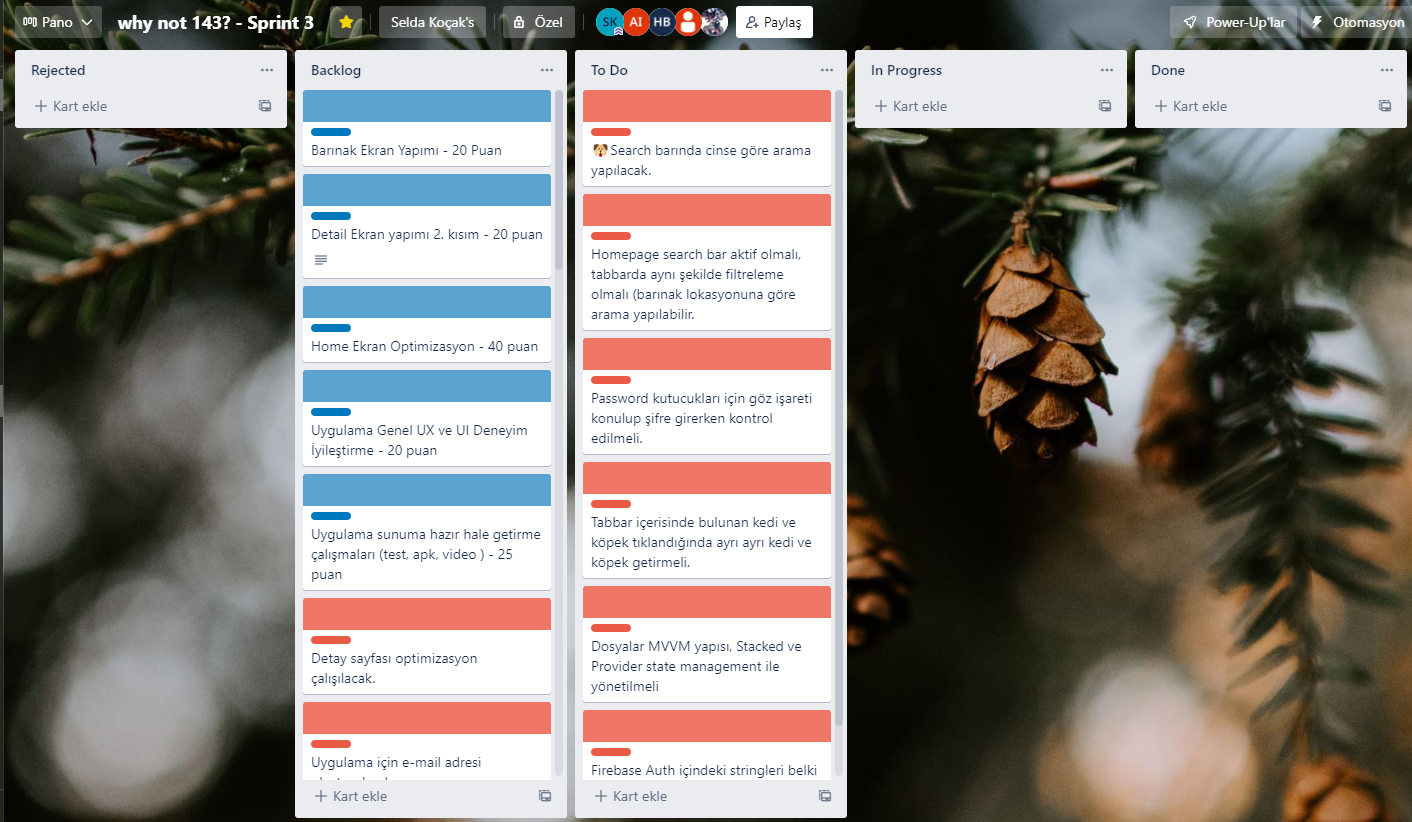 Pano
why not 143? - Sprint 3
Selda Koçak's
Özel
SK
AI
HB
Paylaş
Power-Up'lar
Otomasyon
Rejected
Kart ekle
Backlog
Barınak Ekran Yapımı - 20 Puan
Detail Ekran yapımı 2. kısım - 20 puan
Home Ekran Optimizasyon - 40 puan
Uygulama Genel UX ve UI Deneyim
İyileştirme - 20 puan
Uygulama sunuma hazır hale getirme
çalışmaları (test, apk, video ) - 25
puan
Detay sayfası optimizasyon
çalışılacak.
Uygulama için e-mail adresi
Kart ekle
To Do
Search barında cinse göre arama
yapılacak.
Homepage search bar aktif olmalı,
tabbarda aynı şekilde filtreleme
olmalı (barınak lokasyonuna göre
arama yapılabilir.
Password kutucukları için göz işareti
konulup şifre girerken kontrol
edilmeli.
Tabbar içerisinde bulunan kedi ve
köpek tıklandığında ayrı ayrı kedi ve
köpek getirmeli.
Dosyalar MVVM yapısı, Stacked ve
Provider state management ile
yönetilmeli
Firebase Auth içindeki stringleri belki
Kart ekle
In Progress
Kart ekle
Done
Kart ekle